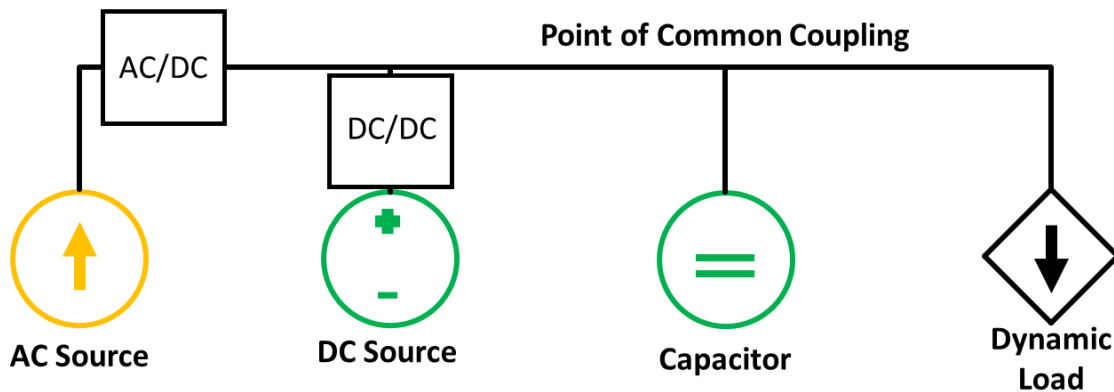 Point of Common Coupling
AC/DC
DC/DC
AC Source
DC Source
Capacitor
Dynamic
Load